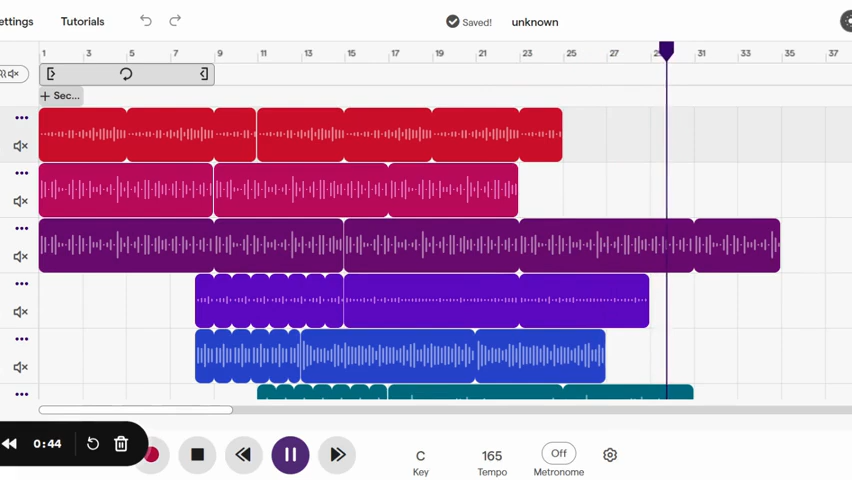 ettings Tutorials Saved! unknown
1 3 5 7 9 11 13 15 17 19 21 23 25 27 31 33 35 37
+ Sec...
0:44
C 165 Off
Key Tempo Metronome